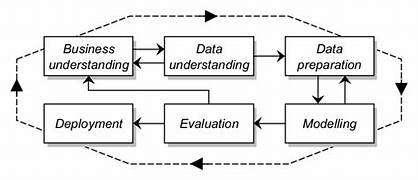 Business
understanding
Data
understanding
Data
preparation
Deployment
Evaluation
Modelling